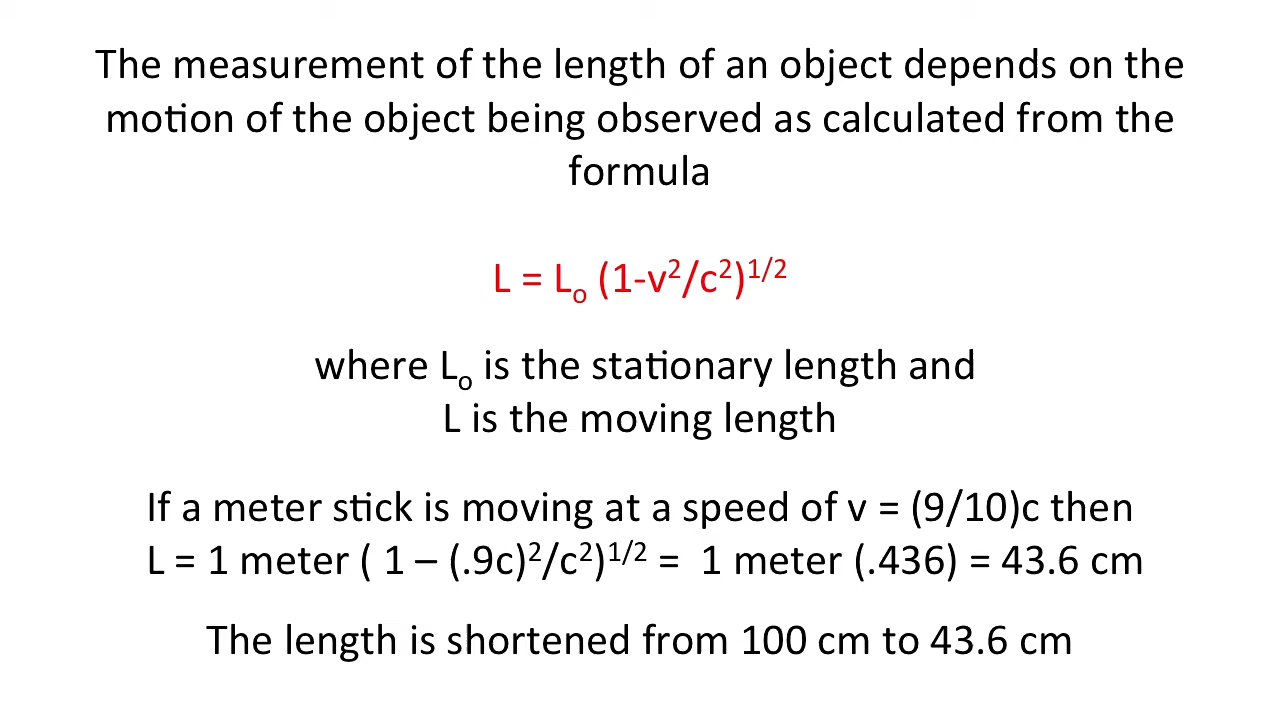 The measurement of the length of an object depends on the
motion of the object being observed as calculated from the
formula
L = Lₒ (1-v²/c²)¹/²
where Lₒ is the stationary length and
L is the moving length
If a meter stick is moving at a speed of v = (9/10)c then
L = 1 meter ( 1 – (.9c)²/c²)¹/² =  1 meter (.436) = 43.6 cm
The length is shortened from 100 cm to 43.6 cm